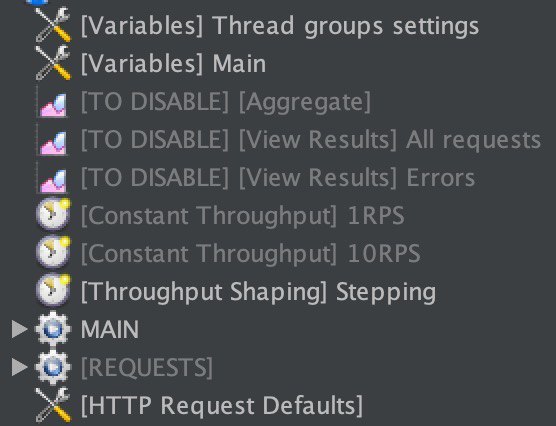 [Variables] Thread groups settings
[Variables] Main
[TO DISABLE] [Aggregate]
[TO DISABLE] [View Results] All requests
[TO DISABLE] [View Results] Errors
[Constant Throughput] 1RPS
[Constant Throughput] 10RPS
[Throughput Shaping] Stepping
MAIN
[REQUESTS]
[HTTP Request Defaults]